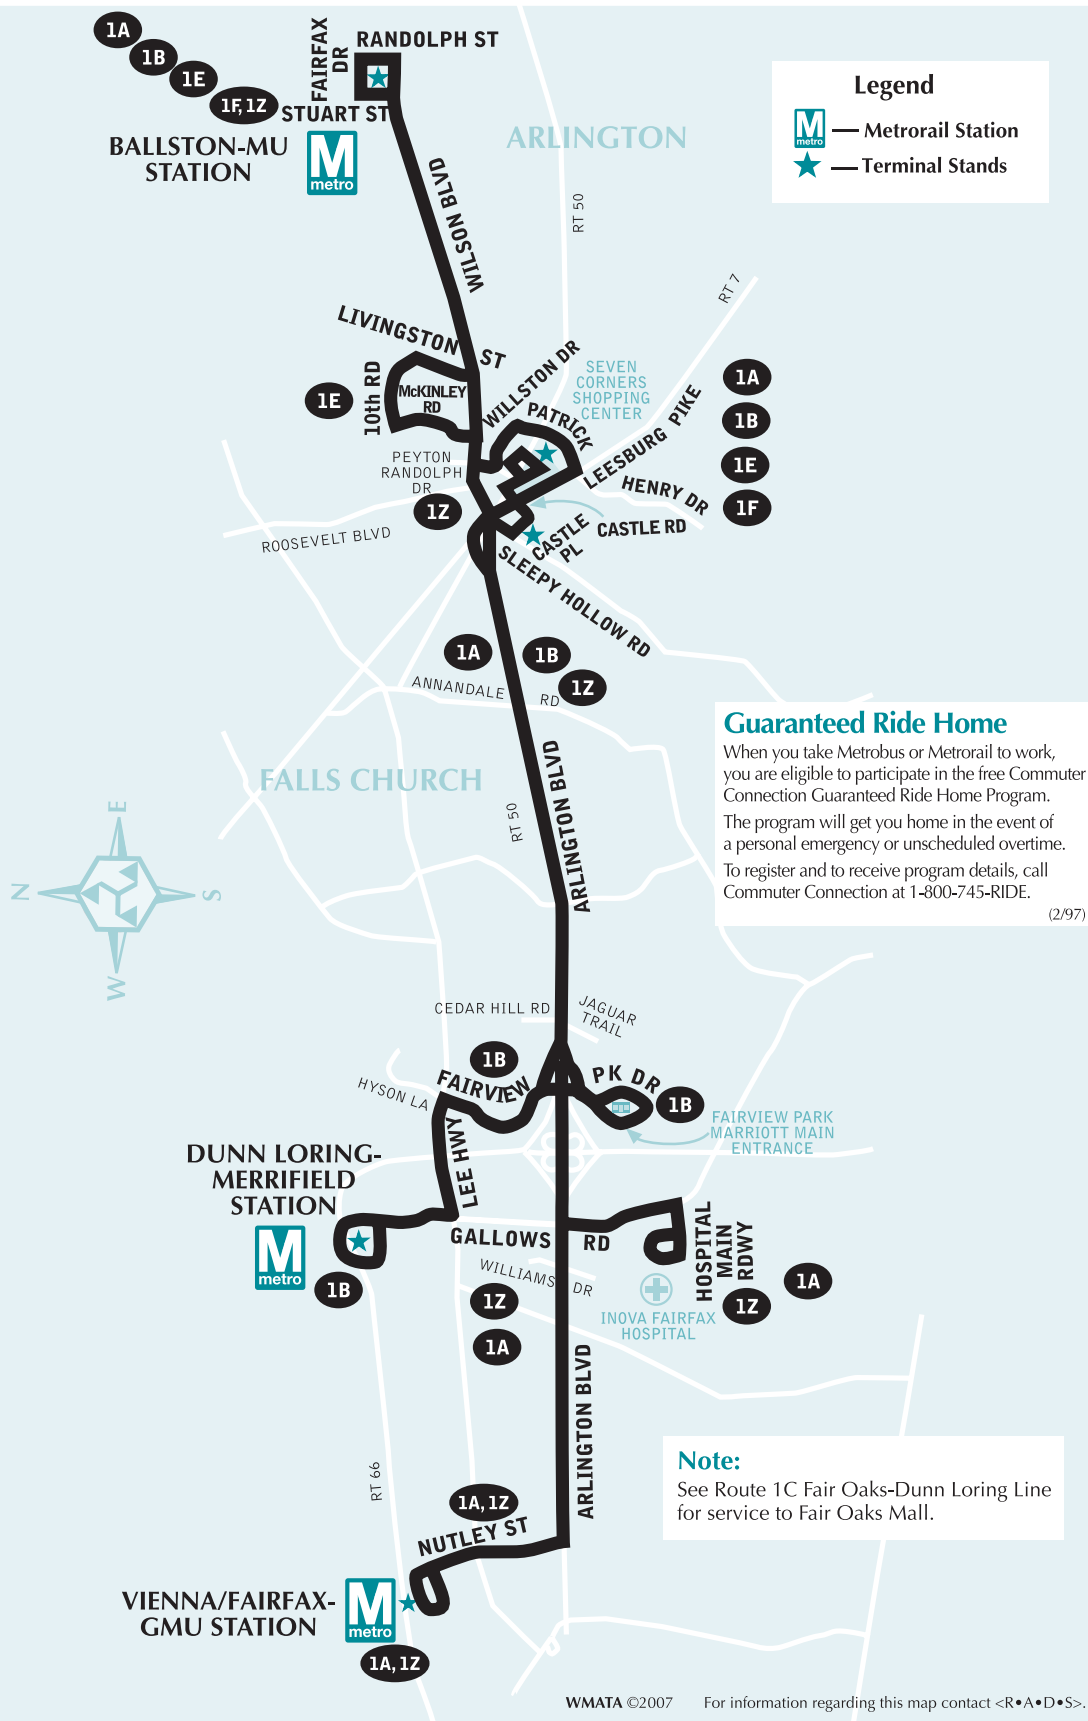 1A
1B
1E
1F, 1Z
FAIRFAX
DR
RANDOLPH ST
STUART ST
BALLSTON-MU
STATION
M
metro
ARLINGTON
Legend
M
metro
Metrorail Station
Terminal Stands
WILSON BLVD
RT 50
RT 7
LIVINGSTON ST
10th RD
McKINLEY
RD
1E
WILLSTON DR
PATRICK
HENRY DR
SEVEN
CORNERS
SHOPPING
CENTER
LEESBURG PIKE
1A
1B
1E
1F
PEYTON
RANDOLPH
DR
1Z
ROOSEVELT BLVD
CASTLE RD
CASTLE
PL
SLEEPY HOLLOW RD
1A
1B
1Z
ANNANDALE RD
Guaranteed Ride Home
When you take Metrobus or Metrorail to work,
you are eligible to participate in the free Commuter
Connection Guaranteed Ride Home Program.
The program will get you home in the event of
a personal emergency or unscheduled overtime.
To register and to receive program details, call
Commuter Connection at 1-800-745-RIDE.
(2/97)
FALLS CHURCH
RT 50
ARLINGTON BLVD
E
N
S
W
CEDAR HILL RD
JAGUAR
TRAIL
1B
FAIRVIEW PK DR
HYSON LA
1B
FAIRVIEW PARK
MARRIOTT MAIN
ENTRANCE
DUNN LORING-
MERRIFIELD
STATION
M
metro
1B
LEE HWY
GALLOWS RD
WILLIAMS DR
HOSPITAL
MAIN
RDWY
1A
1Z
1Z
1A
INOVA FAIRFAX
HOSPITAL
ARLINGTON BLVD
RT 66
Note:
See Route 1C Fair Oaks-Dunn Loring Line
for service to Fair Oaks Mall.
1A, 1Z
NUTLEY ST
VIENNA/FAIRFAX-
GMU STATION
M
metro
1A, 1Z
WMATA ©2007 For information regarding this map contact <R•A•D•S>.